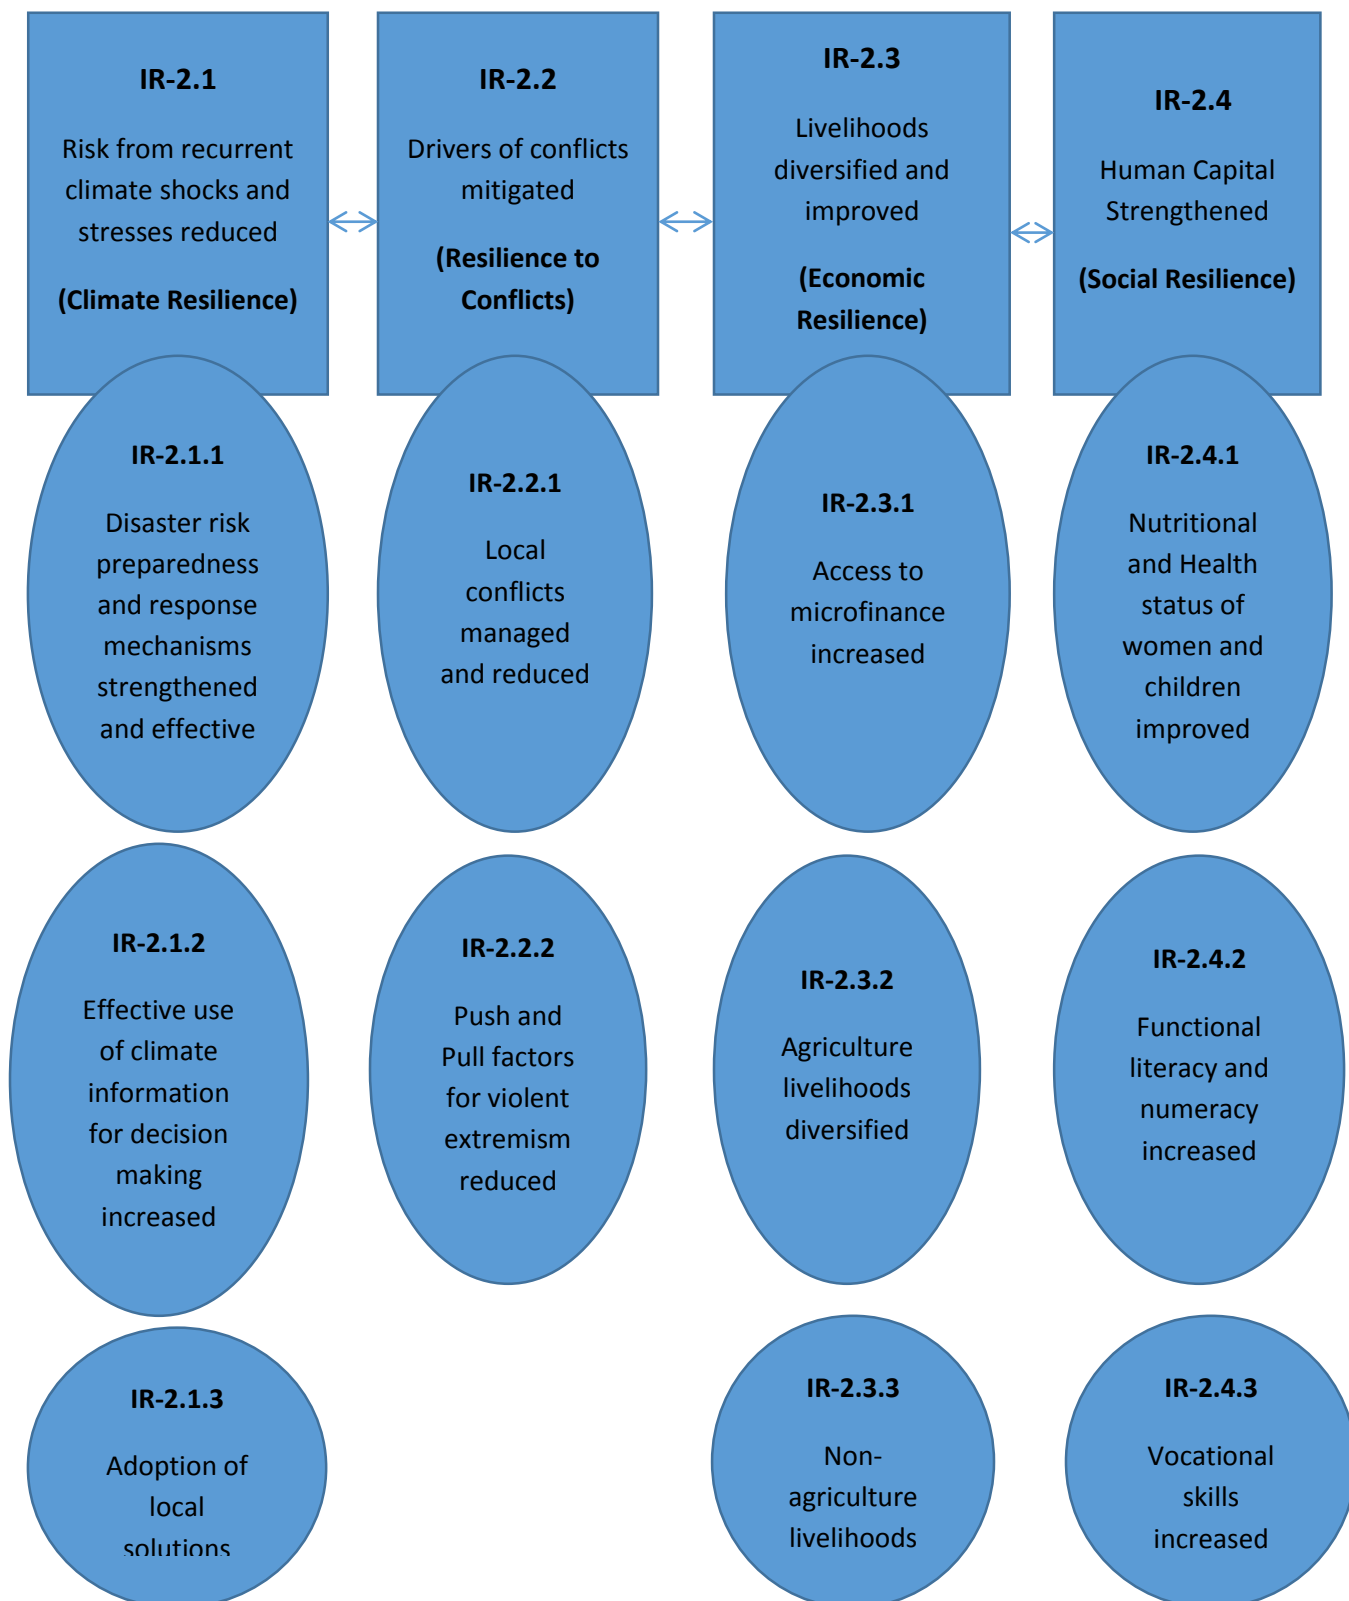 IR-2.1
Risk from recurrent
climate shocks and
stresses reduced
(Climate Resilience)
IR-2.2
Drivers of conflicts
mitigated
(Resilience to
Conflicts)
IR-2.3
Livelihoods
diversified and
improved
(Economic
Resilience)
IR-2.4
Human Capital
Strengthened
(Social Resilience)
IR-2.1.1
Disaster risk
preparedness
and response
mechanisms
strengthened
and effective
IR-2.2.1
Local
conflicts
managed
and reduced
IR-2.3.1
Access to
microfinance
increased
IR-2.4.1
Nutritional
and Health
status of
women and
children
improved
IR-2.1.2
Effective use
of climate
information
for decision
making
increased
IR-2.2.2
Push and
Pull factors
for violent
extremism
reduced
IR-2.3.2
Agriculture
livelihoods
diversified
IR-2.4.2
Functional
literacy and
numeracy
increased
IR-2.1.3
Adoption of
local
solutions
IR-2.3.3
Non-
agriculture
livelihoods
IR-2.4.3
Vocational
skills
increased